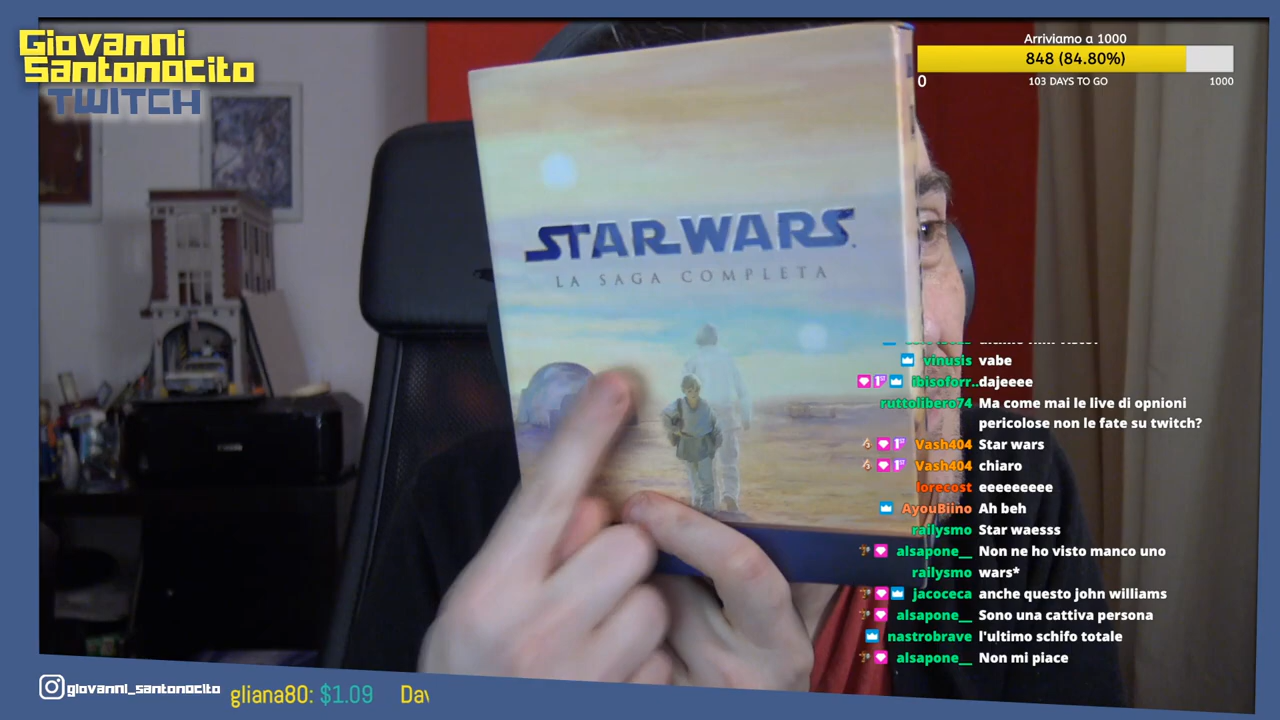 Giovanni
Santonocito
TWITCH
Arriviamo a 1000
848 (84.80%)
0
103 DAYS TO GO
1000
STAR WARS.
LA SAGA COMPLETA
vinusis vabe
ibisoforr.. dajeeee
ruttolibero74 Ma come mai le live di opnioni
pericolose non le fate su twitch?
Vash404 Star wars
Vash404 chiaro
lorecost eeeeeeeee
AyouBiino Ah beh
railysmo Star waesss
alsapone__ Non ne ho visto manco uno
railysmo wars*
jacoceca anche questo john williams
alsapone__ Sono una cattiva persona
nastrobrave l'ultimo schifo totale
alsapone__ Non mi piace
giovanni_santonocito
gliana80: $1.09